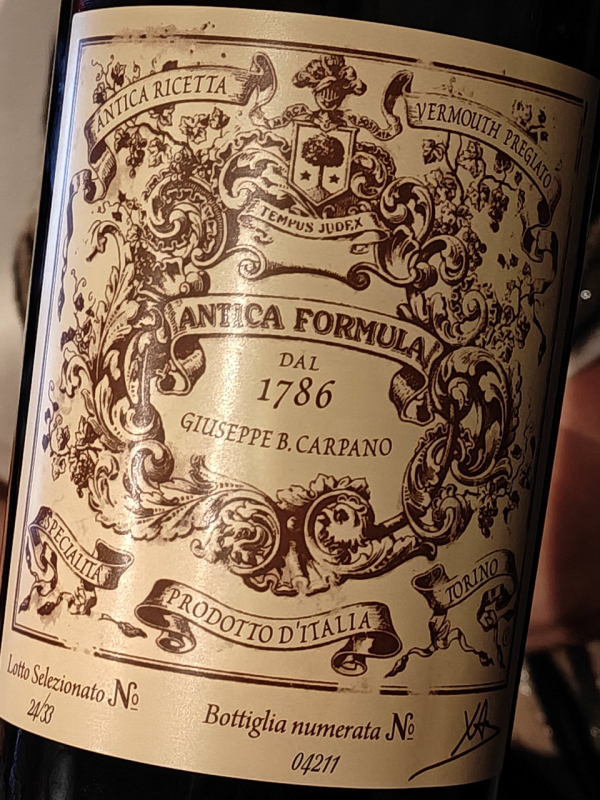 ANTICA RICETTA
VERMOUTH PREGIATO
TEMPUS JUDEX
ANTICA FORMULA
DAL
1786
GIUSEPPE B. CARPANO
SPECIALITÀ
PRODOTTO D'ITALIA
TORINO
Lotto Selezionato Nº
24/33
Bottiglia numerata Nº
04211